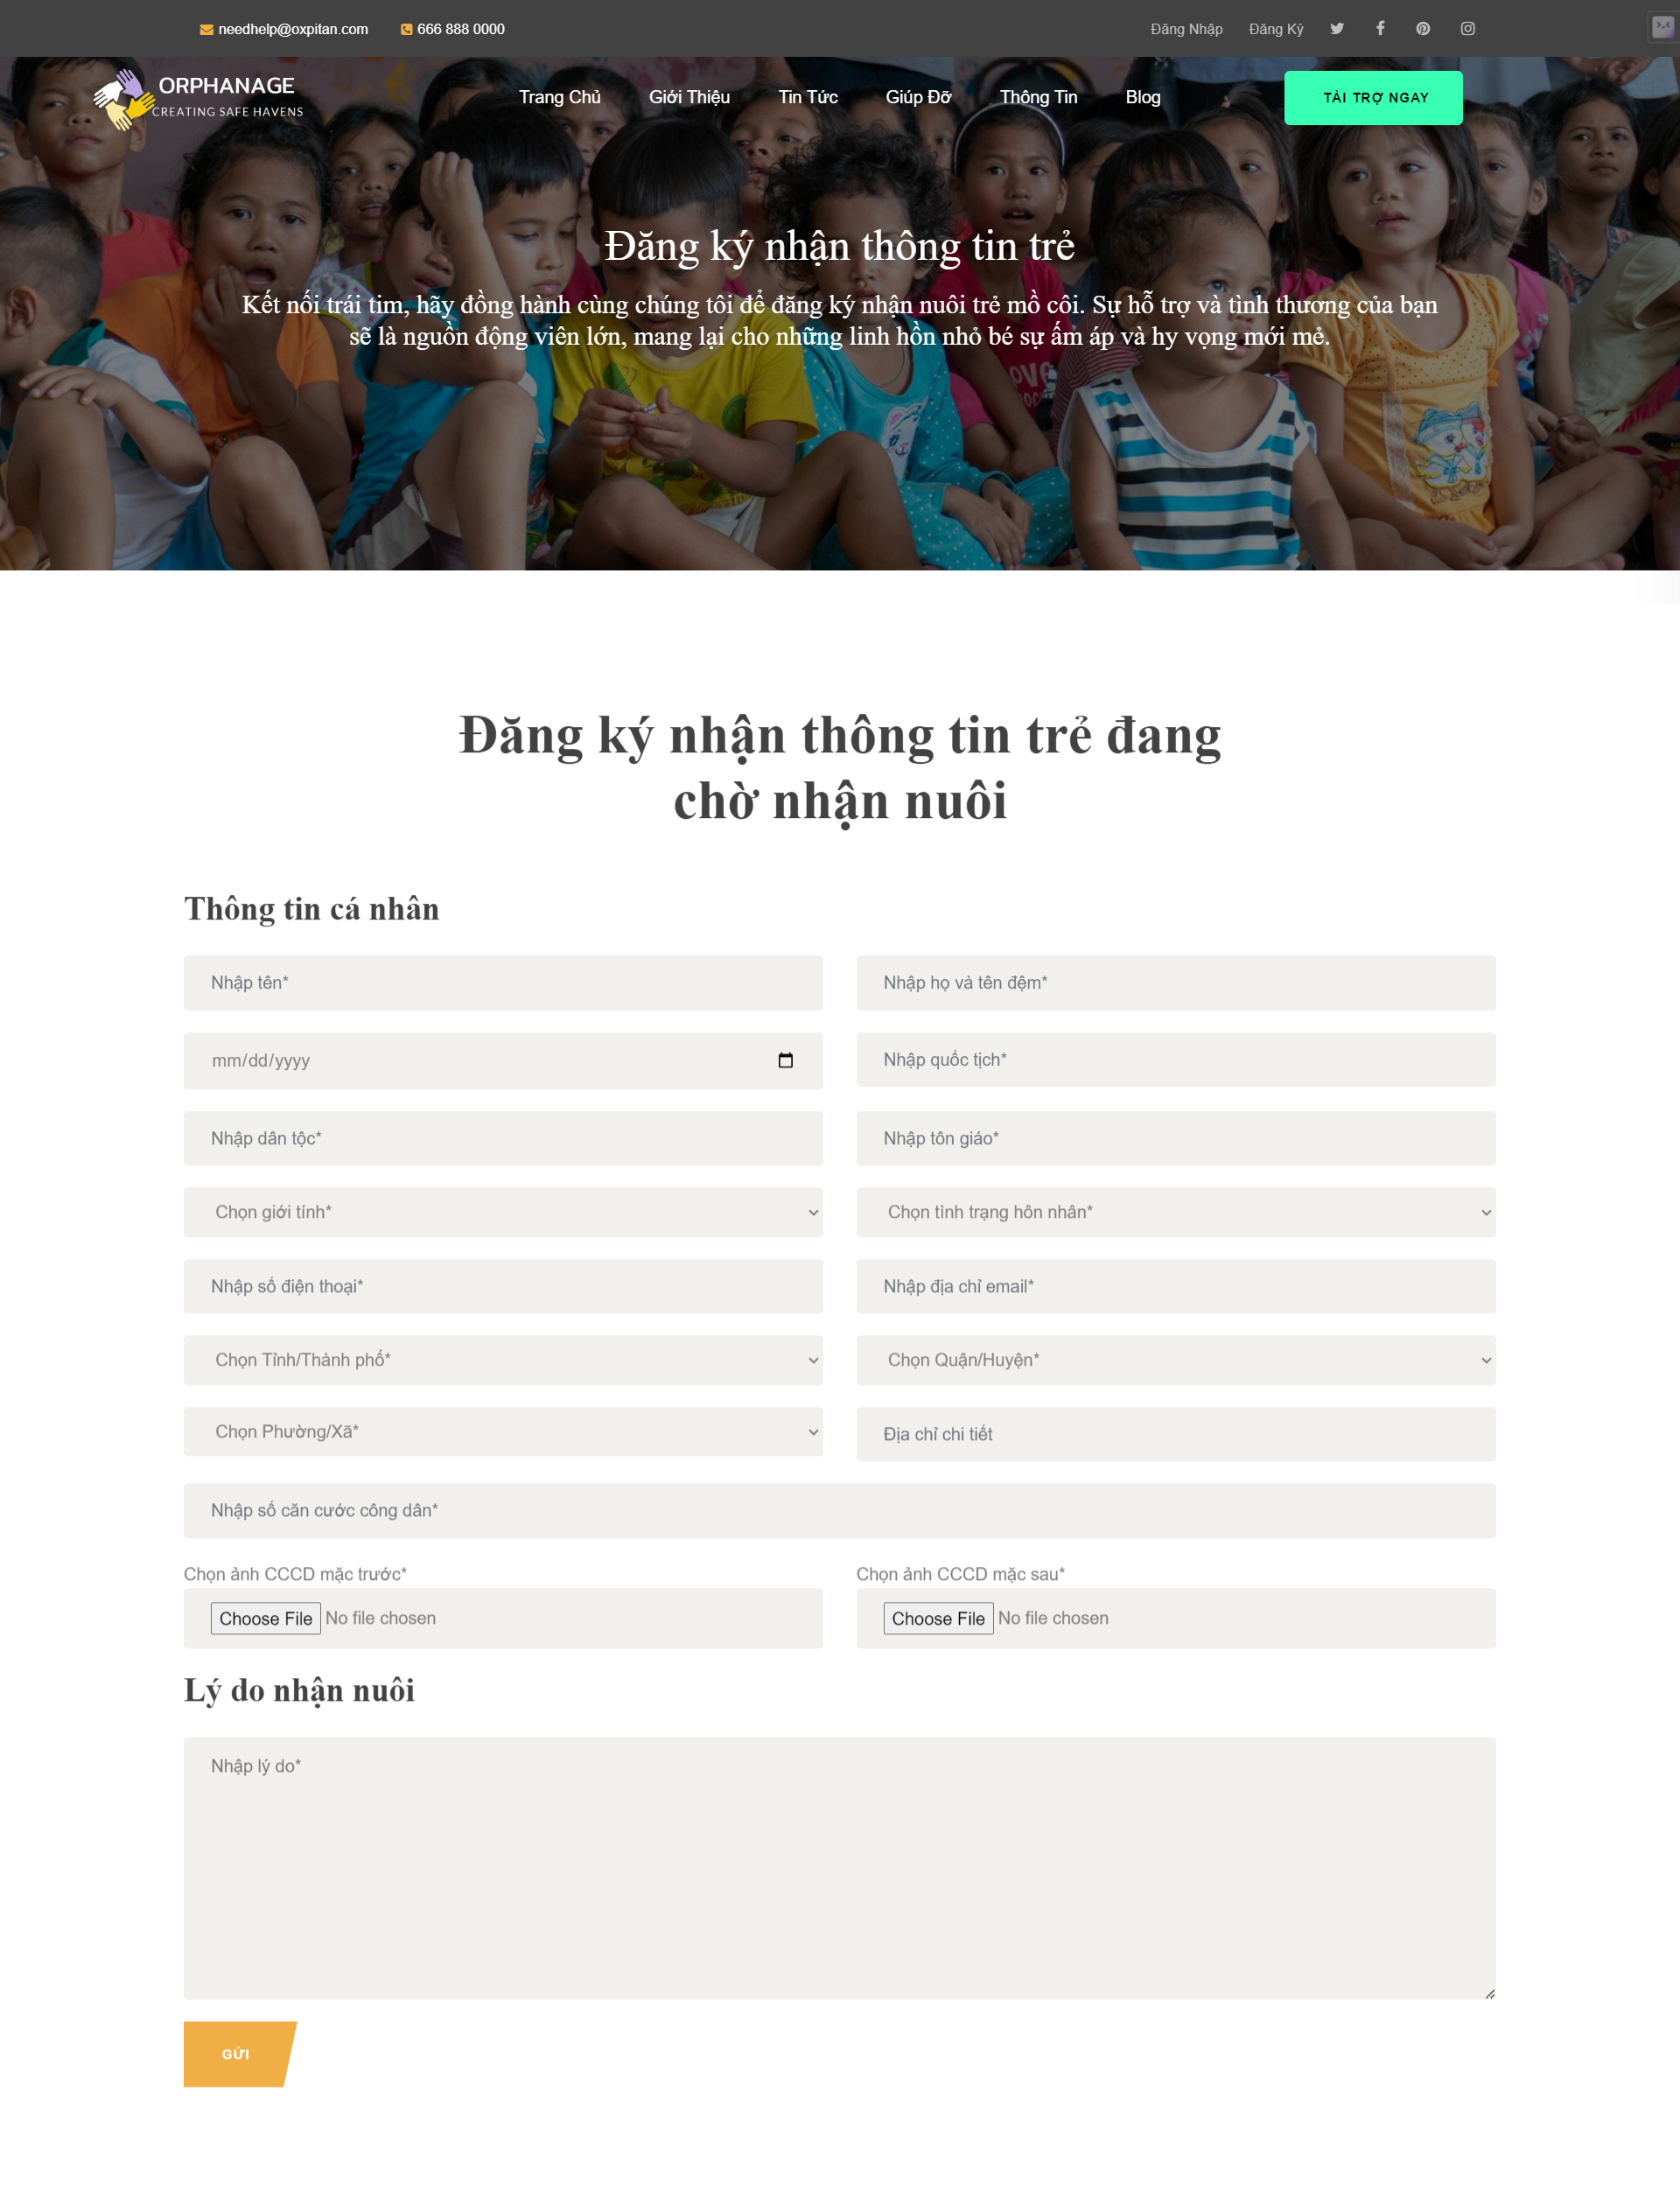 needhelp@oxpitan.com 666 888 0000 Đăng Nhập Đăng Ký
ORPHANAGE
CREATING SAFE HAVENS
Trang Chủ Giới Thiệu Tin Tức Giúp Đỡ Thông Tin Blog TÀI TRỢ NGAY
Đăng ký nhận thông tin trẻ
Kết nối trái tim, hãy đồng hành cùng chúng tôi để đăng ký nhận nuôi trẻ mồ côi. Sự hỗ trợ và tình thương của bạn
sẽ là nguồn động viên lớn, mang lại cho những linh hồn nhỏ bé sự ấm áp và hy vọng mới mẻ.
Đăng ký nhận thông tin trẻ đang
chờ nhận nuôi
Thông tin cá nhân
Nhập tên* Nhập họ và tên đệm*
mm/dd/yyyy Nhập quốc tịch*
Nhập dân tộc* Nhập tôn giáo*
Chọn giới tính* Chọn tình trạng hôn nhân*
Nhập số điện thoại* Nhập địa chỉ email*
Chọn Tỉnh/Thành phố* Chọn Quận/Huyện*
Chọn Phường/Xã* Địa chỉ chi tiết
Nhập số căn cước công dân*
Chọn ảnh CCCD mặc trước* Chọn ảnh CCCD mặc sau*
Choose File No file chosen Choose File No file chosen
Lý do nhận nuôi
Nhập lý do*
GỬI